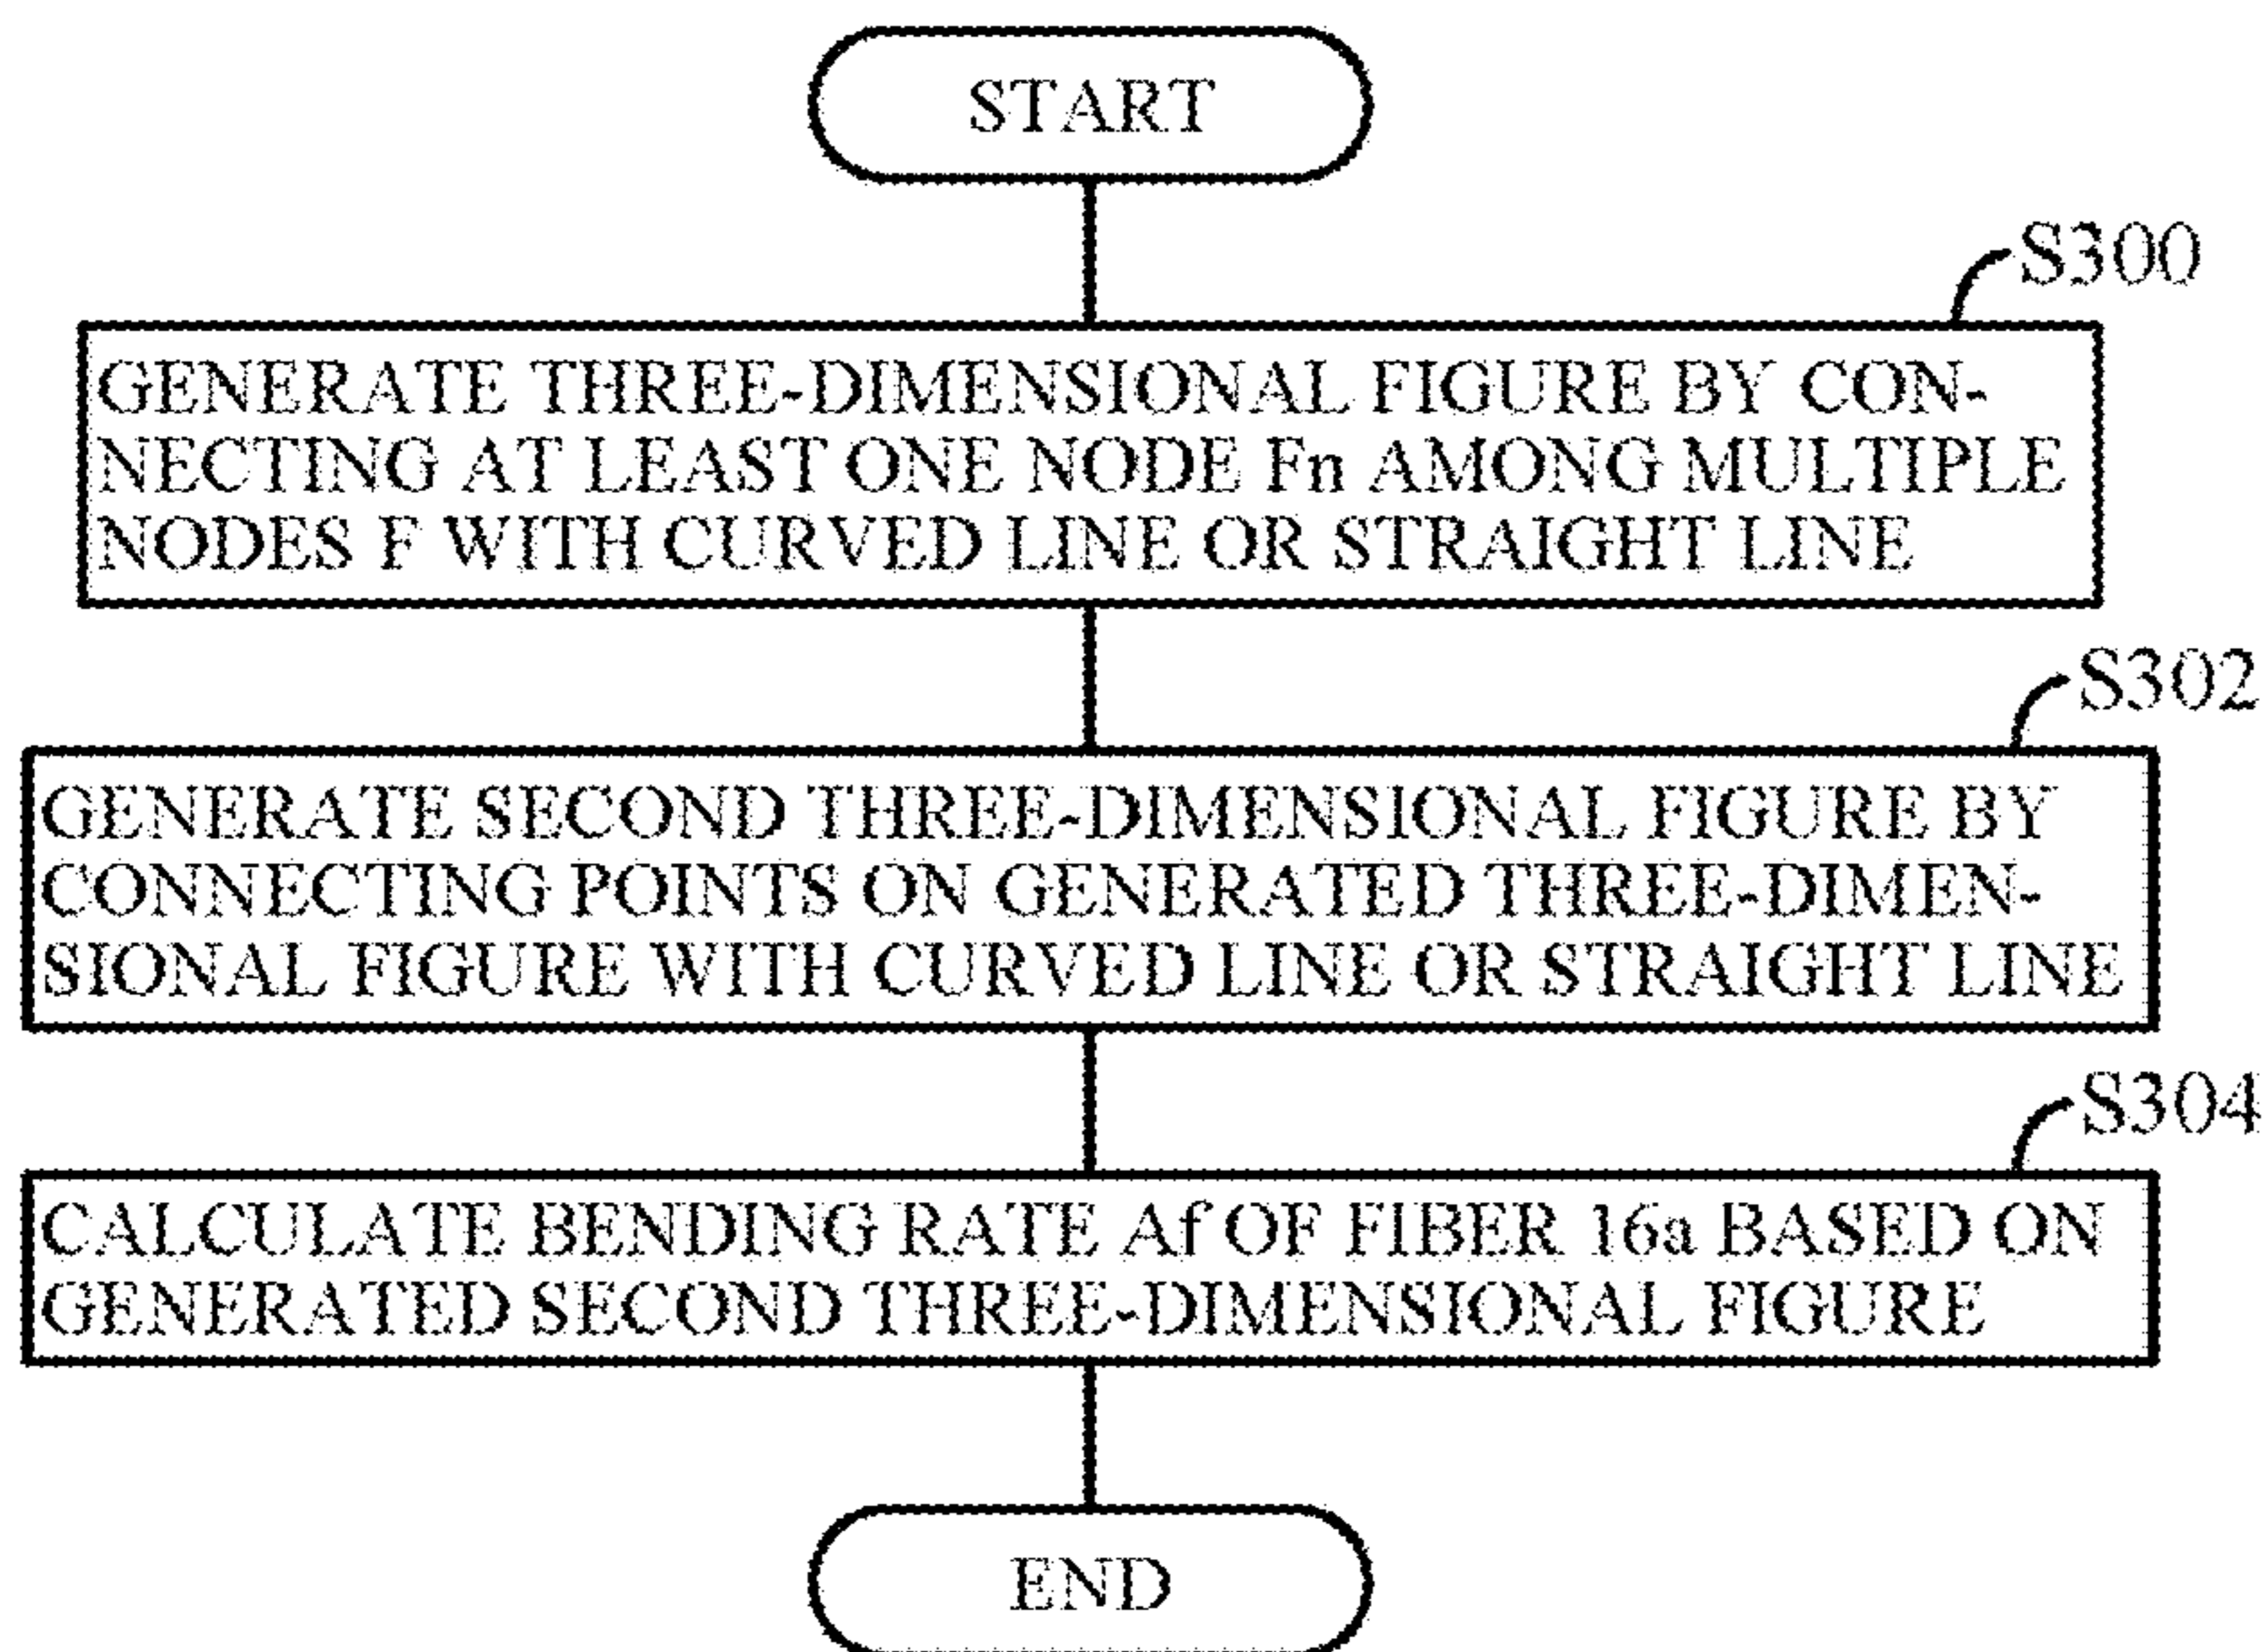 START
S300
GENERATE THREE-DIMENSIONAL FIGURE BY CON-
NECTING AT LEAST ONE NODE Fn AMONG MULTIPLE
NODES F WITH CURVED LINE OR STRAIGHT LINE
S302
GENERATE SECOND THREE-DIMENSIONAL FIGURE BY
CONNECTING POINTS ON GENERATED THREE-DIMEN-
SIONAL FIGURE WITH CURVED LINE OR STRAIGHT LINE
S304
CALCULATE BENDING RATE Af OF FIBER 16a BASED ON
GENERATED SECOND THREE-DIMENSIONAL FIGURE
END